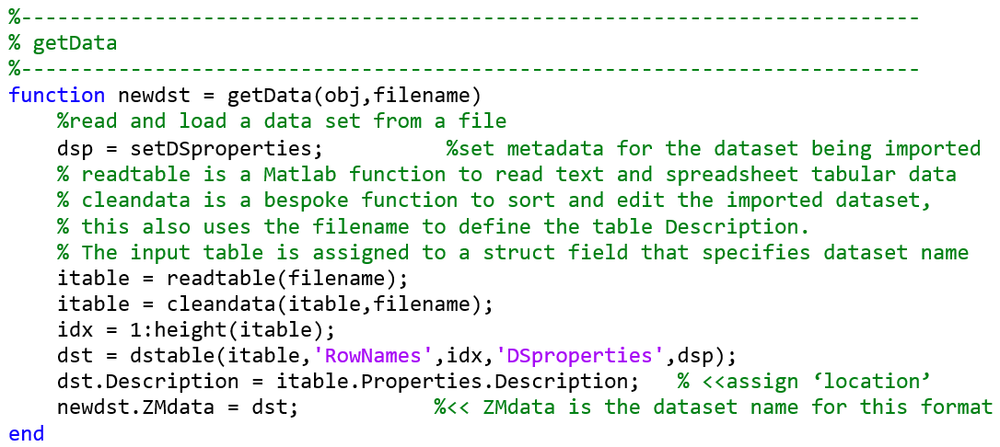 %--------------------------------------------------------------------------
% getData
%--------------------------------------------------------------------------
function newdst = getData(obj,filename)
    %read and load a data set from a file
    dsp = setDSproperties;          %set metadata for the dataset being imported
    % readtable is a Matlab function to read text and spreadsheet tabular data
    % cleandata is a bespoke function to sort and edit the imported dataset,
    % this also uses the filename to define the table Description.
    % The input table is assigned to a struct field that specifies dataset name
    itable = readtable(filename);
    itable = cleandata(itable,filename);
    idx = 1:height(itable);
    dst = dstable(itable,'RowNames',idx,'DSproperties',dsp);
    dst.Description = itable.Properties.Description;   % <<assign ‘location’
    newdst.ZMdata = dst;           %<< ZMdata is the dataset name for this format
end